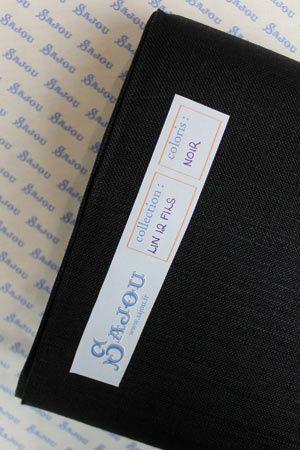 SAJOU
www.sajou.fr
collection :
LIN 12 FILS
coloris :
NOIR